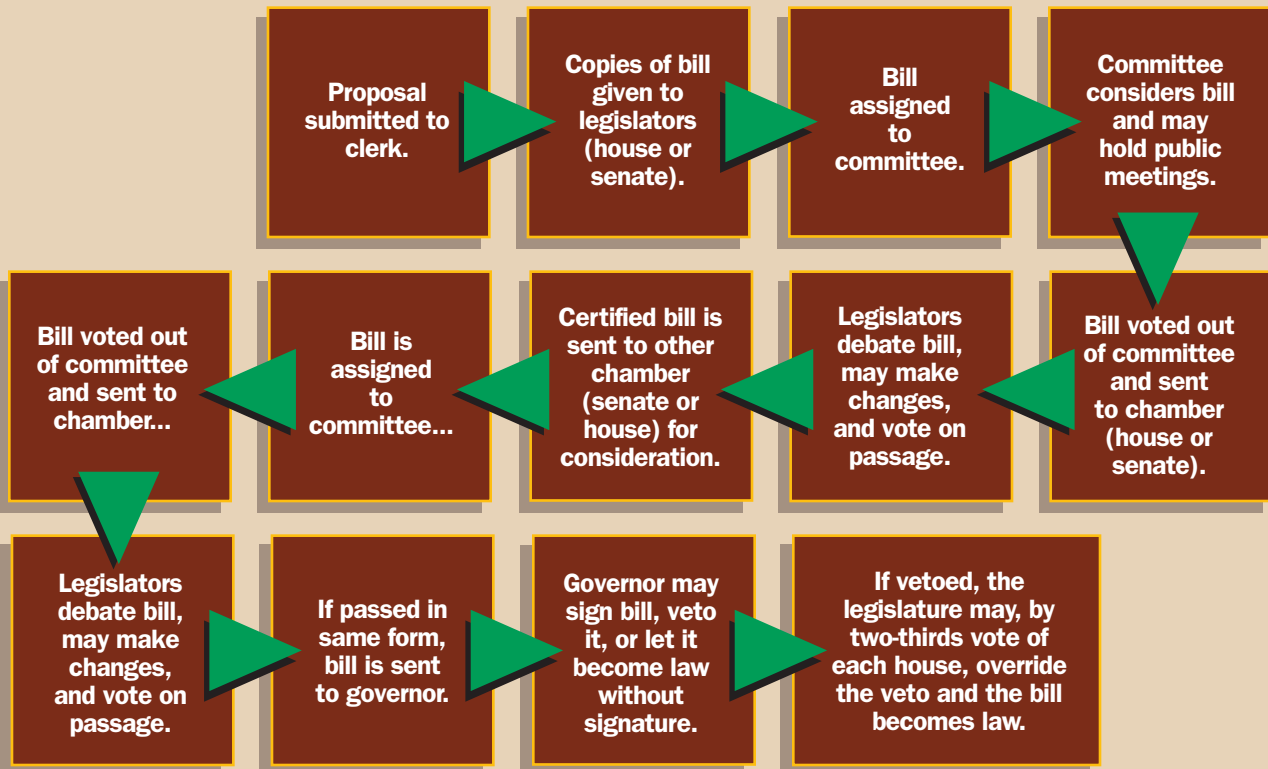 Proposal
submitted to
clerk.
Copies of bill
given to
legislators
(house or
senate).
Bill
assigned
to
committee.
Committee
considers bill
and may
hold public
meetings.
Bill voted out
of committee
and sent
to chamber
(house or
senate).
Legislators
debate bill,
may make
changes,
and vote on
passage.
Certified bill is
sent to other
chamber
(senate or
house) for
consideration.
Bill is
assigned
to
committee...
Bill voted out
of committee
and sent to
chamber...
Legislators
debate bill,
may make
changes,
and vote on
passage.
If passed in
same form,
bill is sent
to governor.
Governor may
sign bill, veto
it, or let it
become law
without
signature.
If vetoed, the
legislature may, by
two-thirds vote of
each house, override
the veto and the bill
becomes law.